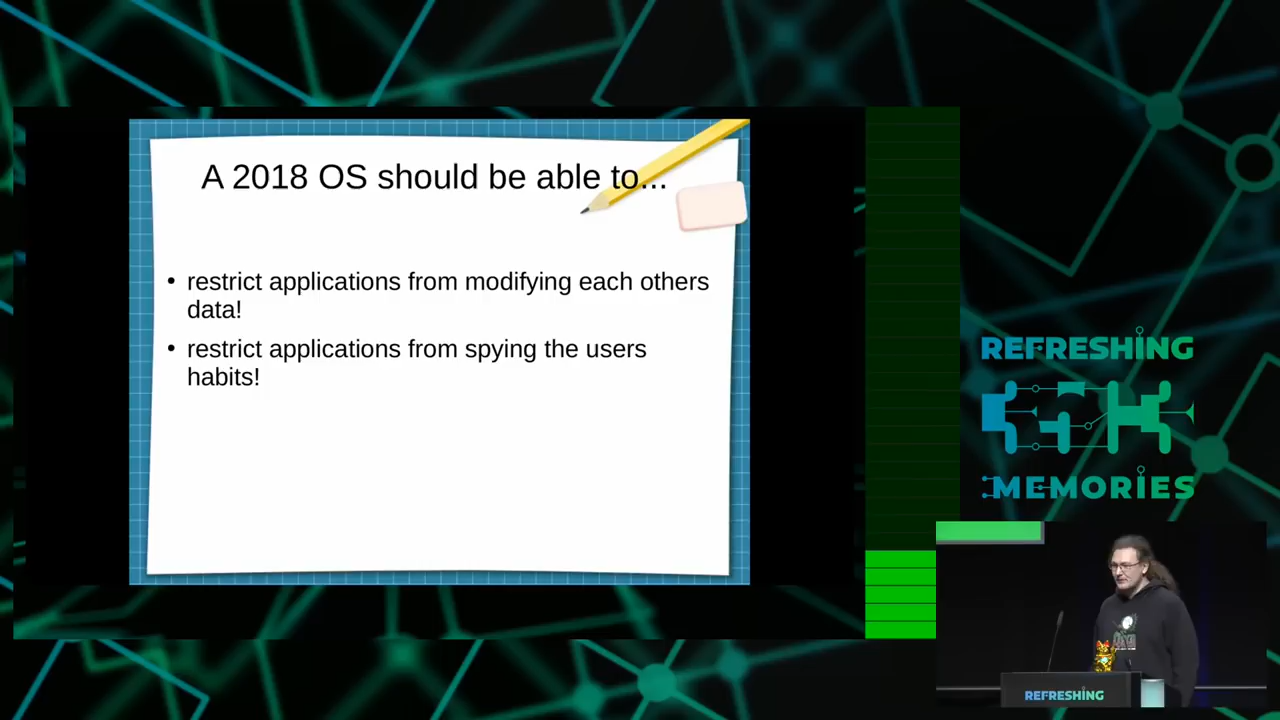 A 2018 OS should be able to...
• restrict applications from modifying each others
data!
• restrict applications from spying the users
habits!
REFRESHING
MEMORIES
REFRESHING